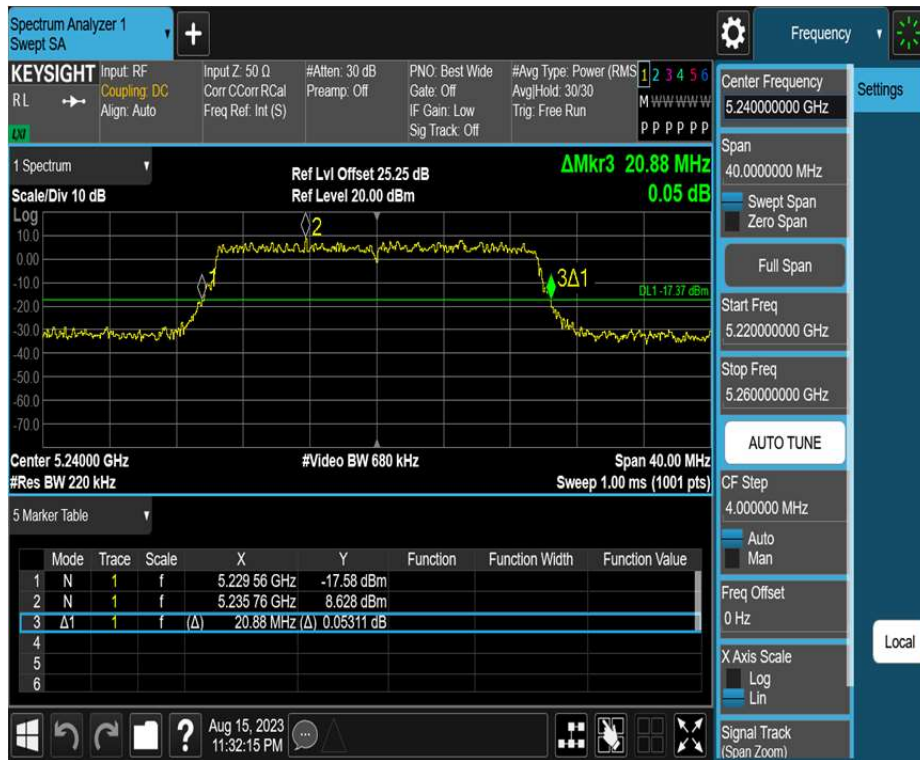 Spectrum Analyzer 1
Swept SA
+
Frequency
KEYSIGHT
RL
LXI
Input: RF
Coupling: DC
Align: Auto
Input Z: 50 Ω
Corr CCorr RCal
Freq Ref: Int (S)
#Atten: 30 dB
Preamp: Off
PNO: Best Wide
Gate: Off
IF Gain: Low
Sig Track: Off
#Avg Type: Power (RMS
Avg|Hold: 30/30
Trig: Free Run
1 2 3 4 5 6
M W W W W W
P P P P P P
Center Frequency
5.240000000 GHz
Settings
Span
40.0000000 MHz
Swept Span
Zero Span
Full Span
Start Freq
5.220000000 GHz
Stop Freq
5.260000000 GHz
AUTO TUNE
CF Step
4.000000 MHz
Auto
Man
Freq Offset
0 Hz
X Axis Scale
Log
Lin
Signal Track
(Span Zoom)
Local
1 Spectrum
Scale/Div 10 dB
Ref Lvl Offset 25.25 dB
Ref Level 20.00 dBm
ΔMkr3 20.88 MHz
0.05 dB
Log
10.0
0.00
-10.0
-20.0
-30.0
-40.0
-50.0
-60.0
-70.0
1
2
3Δ1
DL1 -17.37 dBm
Center 5.24000 GHz
#Video BW 680 kHz
Span 40.00 MHz
#Res BW 220 kHz
Sweep 1.00 ms (1001 pts)
5 Marker Table
Mode Trace Scale X Y Function Function Width Function Value
1 N 1 f 5.229 56 GHz -17.58 dBm
2 N 1 f 5.235 76 GHz 8.628 dBm
3 Δ1 1 f (Δ) 20.88 MHz (Δ) 0.05311 dB
4
5
6
?
Aug 15, 2023
11:32:15 PM